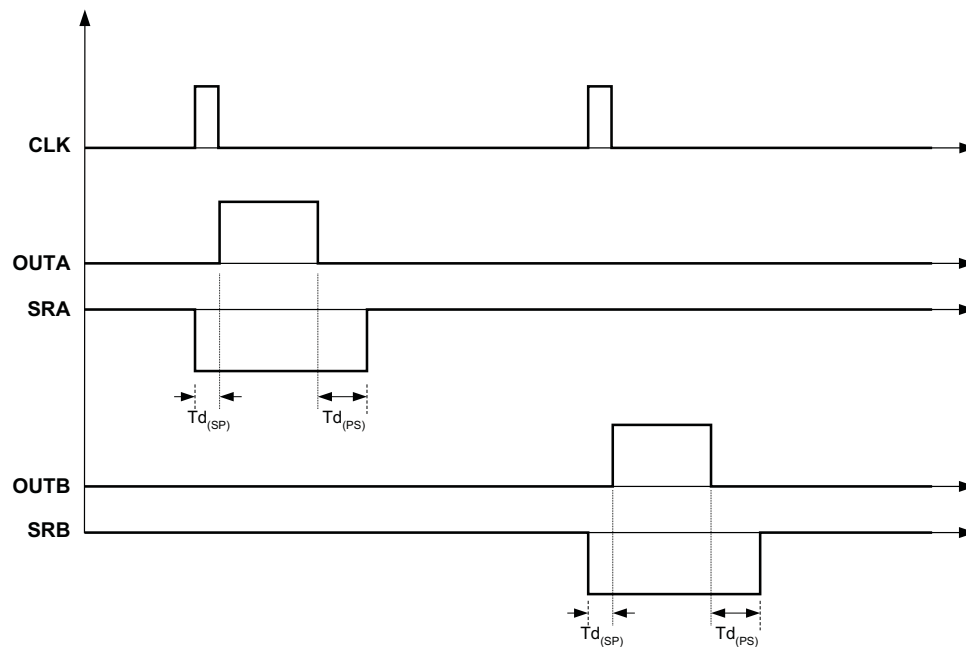 CLK
OUTA
SRA
Td(SP) Td(PS)
OUTB
SRB
Td(SP) Td(PS)